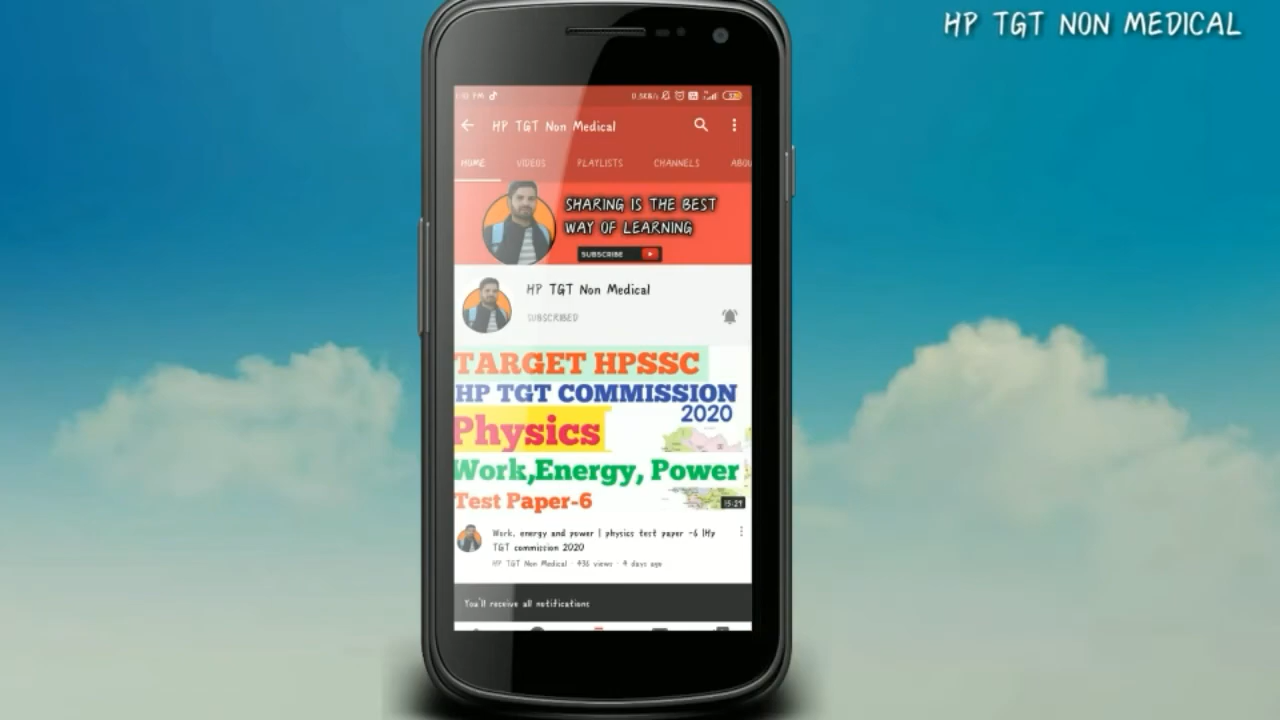 HP TGT NON MEDICAL
HP TGT Non Medical
HOME VIDEOS PLAYLISTS CHANNELS ABOU
SHARING IS THE BEST
WAY OF LEARNING
SUBSCRIBE
HP TGT Non Medical
SUBSCRIBED
TARGET HPSSC
HP TGT COMMISSION
2020
Physics
Work,Energy, Power
Test Paper-6
15:21
Work, energy and power | physics test paper -6 |Hp
TGT commission 2020
HP TGT Non Medical · 436 views · 4 days ago
You'll receive all notifications